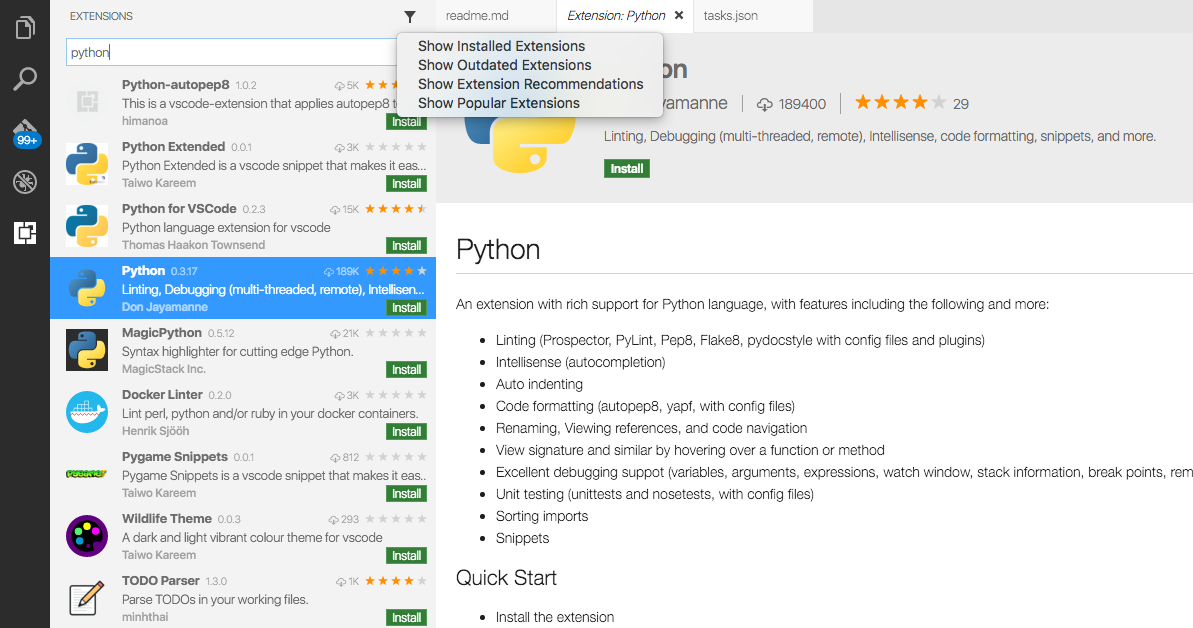 EXTENSIONS
python
99+
Python-autopep8 1.0.2 5K
This is a vscode-extension that applies autopep8 t
himanoa
Install
Python Extended 0.0.1 3K
Python Extended is a vscode snippet that makes it eas...
Taiwo Kareem
Install
Python for VSCode 0.2.3 15K
Python language extension for vscode
Thomas Haakon Townsend
Install
Python 0.3.17 189K
Linting, Debugging (multi-threaded, remote), Intellisen...
Don Jayamanne
Install
MagicPython 0.5.12 21K
Syntax highlighter for cutting edge Python.
MagicStack Inc.
Install
Docker Linter 0.2.0 3K
Lint perl, python and/or ruby in your docker containers.
Henrik Sjööh
Install
Pygame Snippets 0.0.1 812
Pygame Snippets is a vscode snippet that makes it eas..
Taiwo Kareem
Install
Wildlife Theme 0.0.3 293
A dark and light vibrant colour theme for vscode
Taiwo Kareem
Install
TODO Parser 1.3.0 1K
Parse TODOs in your working files.
minhthai
Install
readme.md
Extension: Python
tasks.json
Show Installed Extensions
Show Outdated Extensions
Show Extension Recommendations
Show Popular Extensions
on
yamanne 189400 29
Linting, Debugging (multi-threaded, remote), Intellisense, code formatting, snippets, and more.
Install
Python
An extension with rich support for Python language, with features including the following and more:
Linting (Prospector, PyLint, Pep8, Flake8, pydocstyle with config files and plugins)
Intellisense (autocompletion)
Auto indenting
Code formatting (autopep8, yapf, with config files)
Renaming, Viewing references, and code navigation
View signature and similar by hovering over a function or method
Excellent debugging suppot (variables, arguments, expressions, watch window, stack information, break points, rem
Unit testing (unittests and nosetests, with config files)
Sorting imports
Snippets
Quick Start
Install the extension